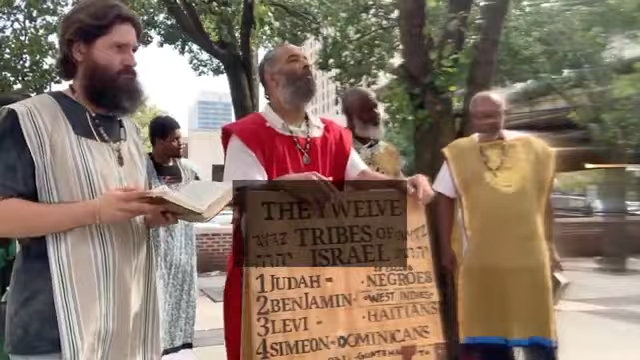 THE TWELVE
TRIBES OF
ISRAEL
1 JUDAH - • NEGROES
2 BENJAMIN - • WEST INDIES •
3 LEVI - • HAITIANS
4 SIMEON - DOMINICANS